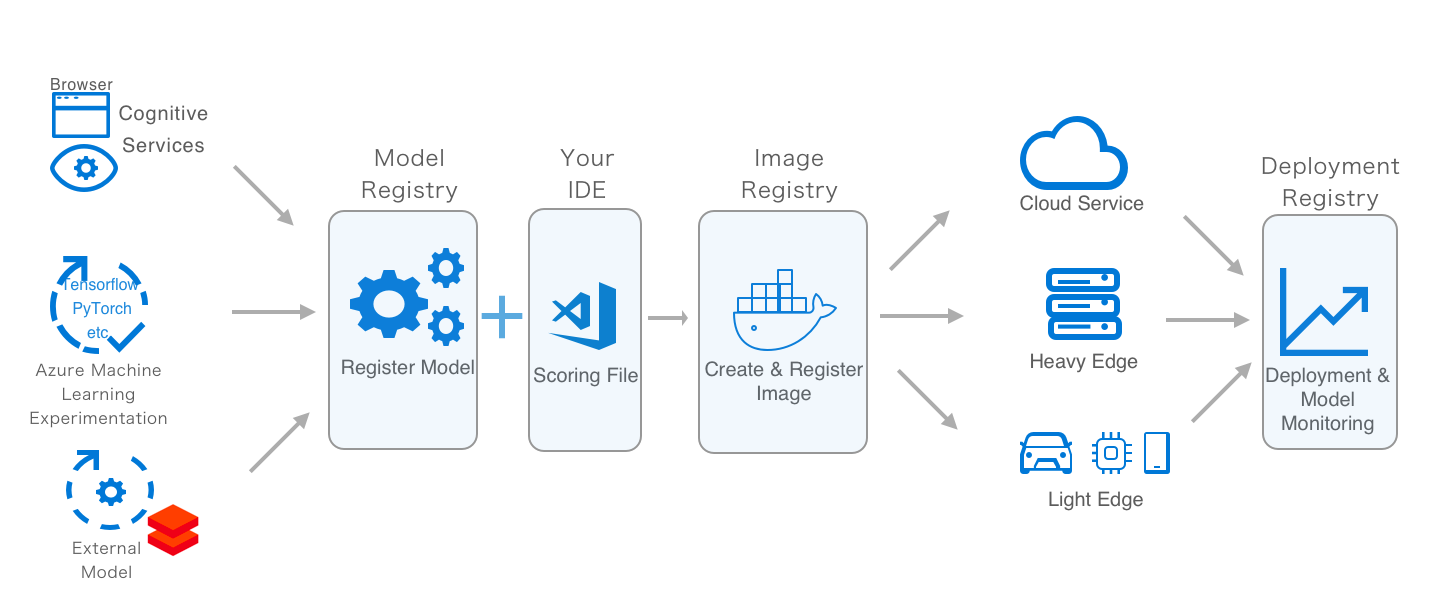 Browser
Cognitive
Services
Tensorflow
PyTorch
etc.
Azure Machine
Learning
Experimentation
External
Model
Model
Registry
Register Model
Your
IDE
Scoring File
Image
Registry
Create & Register
Image
Cloud Service
Heavy Edge
Light Edge
Deployment
Registry
Deployment &
Model
Monitoring